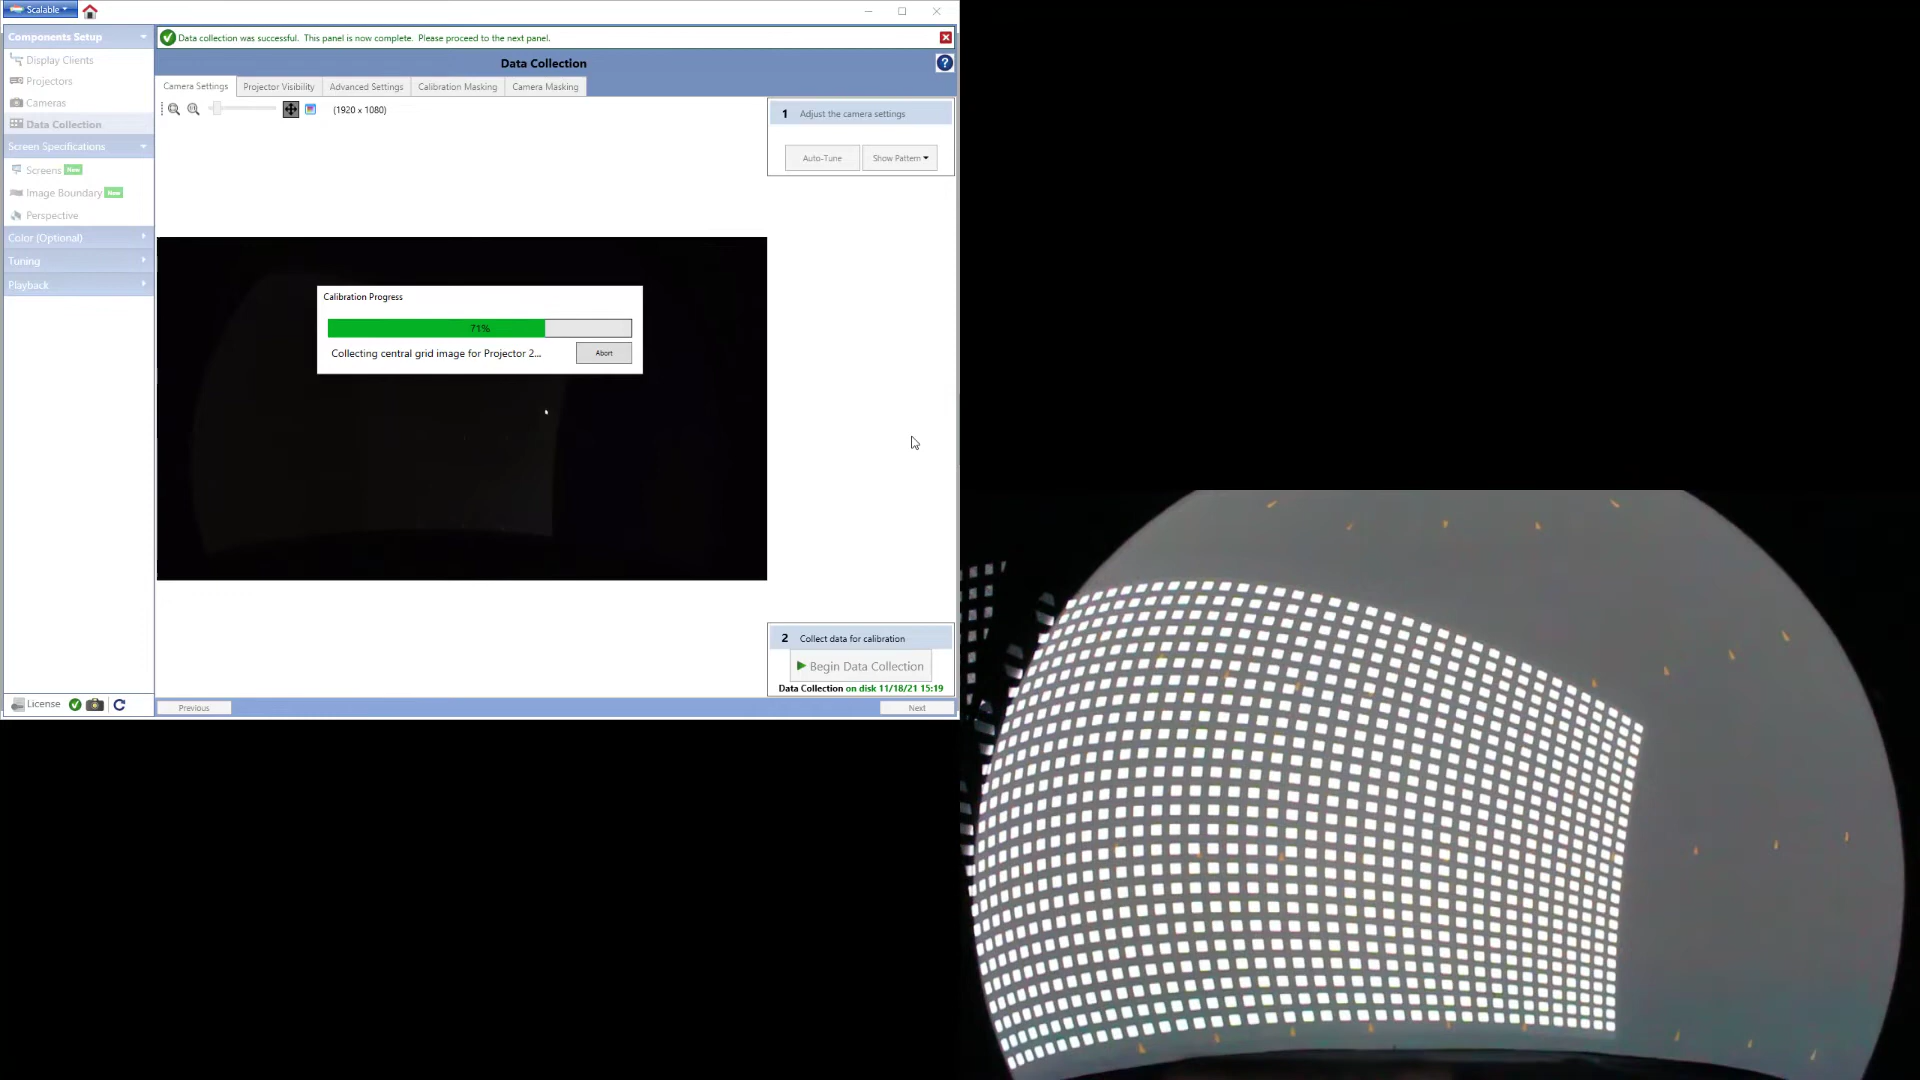 Scalable
Components Setup
Display Clients
Projectors
Cameras
Data Collection
Screen Specifications
Screens New
Image Boundary New
Perspective
Color (Optional)
Tuning
Playback
License
Data collection was successful. This panel is now complete. Please proceed to the next panel.
Data Collection
?
Camera Settings
Projector Visibility
Advanced Settings
Calibration Masking
Camera Masking
(1920 x 1080)
1 Adjust the camera settings
Auto-Tune
Show Pattern
Calibration Progress
71%
Collecting central grid image for Projector 2...
Abort
2 Collect data for calibration
Begin Data Collection
Data Collection on disk 11/18/21 15:19
Previous
Next